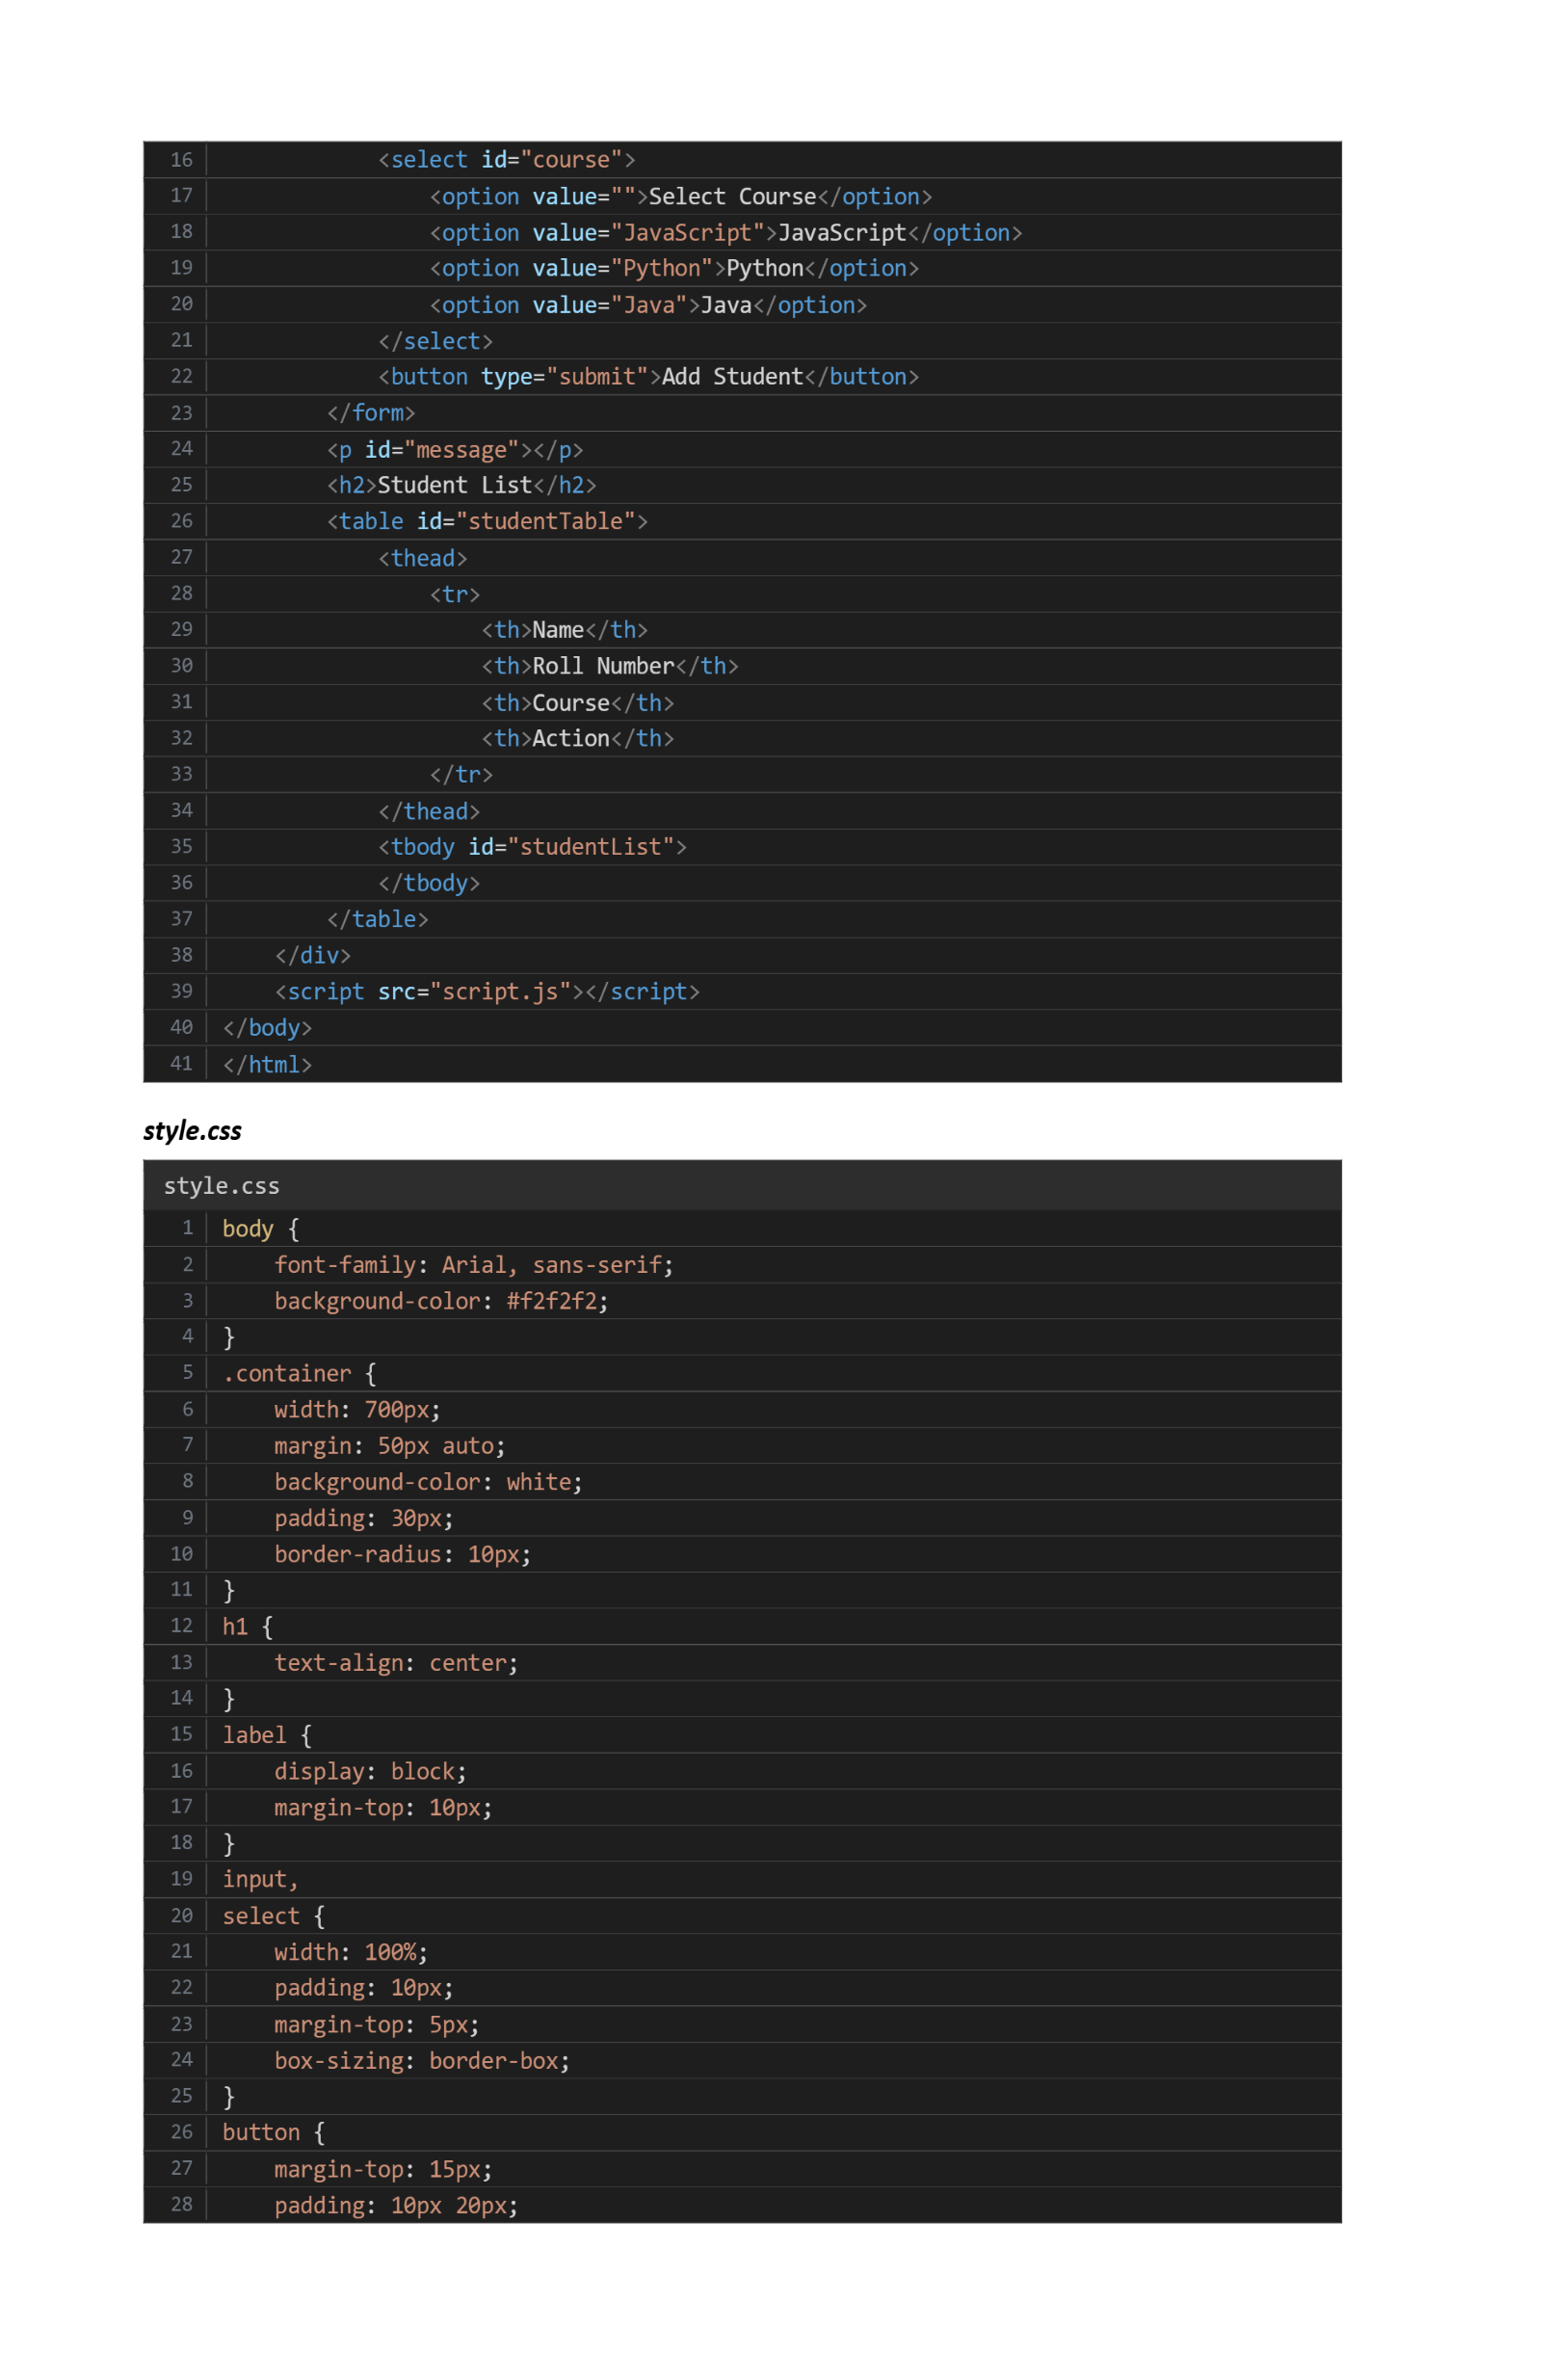 16 <select id="course">
17 <option value="">Select Course</option>
18 <option value="JavaScript">JavaScript</option>
19 <option value="Python">Python</option>
20 <option value="Java">Java</option>
21 </select>
22 <button type="submit">Add Student</button>
23 </form>
24 <p id="message"></p>
25 <h2>Student List</h2>
26 <table id="studentTable">
27 <thead>
28 <tr>
29 <th>Name</th>
30 <th>Roll Number</th>
31 <th>Course</th>
32 <th>Action</th>
33 </tr>
34 </thead>
35 <tbody id="studentList">
36 </tbody>
37 </table>
38 </div>
39 <script src="script.js"></script>
40 </body>
41 </html>
style.css
style.css
1 body {
2 font-family: Arial, sans-serif;
3 background-color: #f2f2f2;
4 }
5 .container {
6 width: 700px;
7 margin: 50px auto;
8 background-color: white;
9 padding: 30px;
10 border-radius: 10px;
11 }
12 h1 {
13 text-align: center;
14 }
15 label {
16 display: block;
17 margin-top: 10px;
18 }
19 input,
20 select {
21 width: 100%;
22 padding: 10px;
23 margin-top: 5px;
24 box-sizing: border-box;
25 }
26 button {
27 margin-top: 15px;
28 padding: 10px 20px;